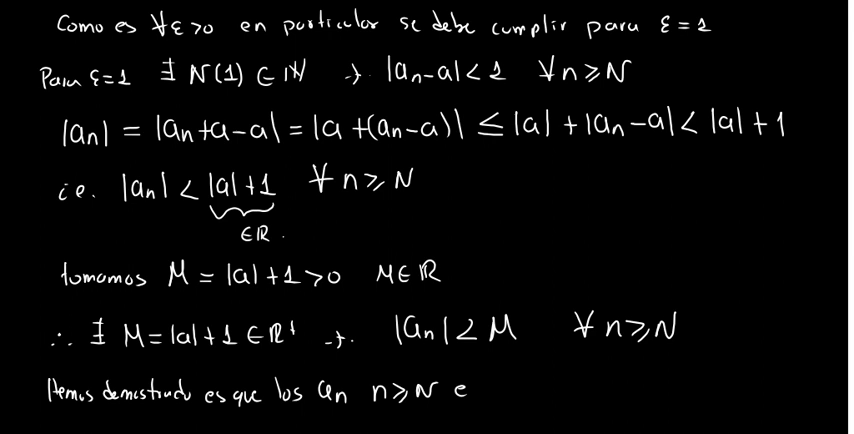 Como es ∀ε>0 en particular se debe cumplir para ε=1
Para ε=1 ∃ N(1) ∈ ℕ .). |an-a|<1 ∀n≥N
|an| = |an+a-a| = |a+(an-a)| ≤ |a|+|an-a| < |a|+1
i.e. |an| < |a|+1 ∀ n≥N
∈ℝ.
tomamos M = |a|+1>0 M∈ℝ
∴ ∃ M=|a|+1 ∈ ℝ⁺ .). |an|<M ∀ n≥N
Hemos demostrado es que los an n≥N e